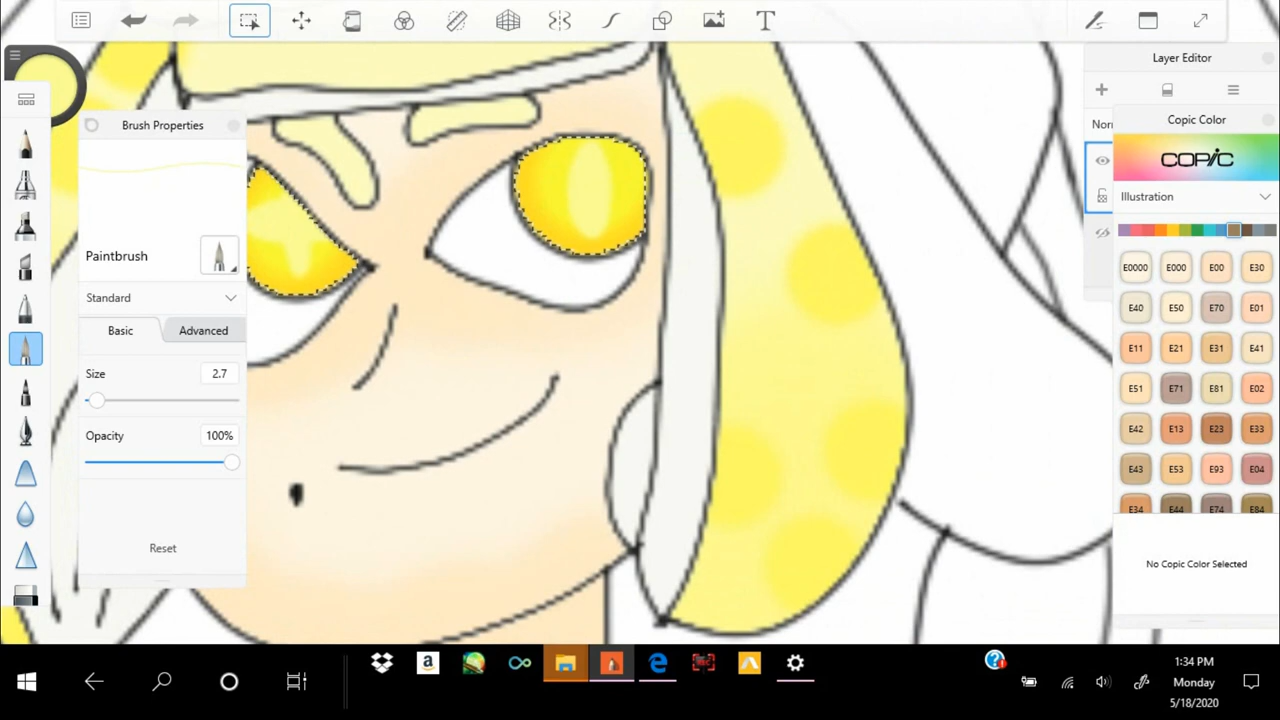 T
Layer Editor
Nor
Brush Properties
Copic Color
COPIC
Illustration
Paintbrush
Standard
Basic
Advanced
Size
2.7
Opacity
100%
Reset
E0000
E000
E00
E30
E40
E50
E70
E01
E11
E21
E31
E41
E51
E71
E81
E02
E42
E13
E23
E33
E43
E53
E93
E04
E34
E44
E74
E84
No Copic Color Selected
a
1:34 PM
Monday
5/18/2020